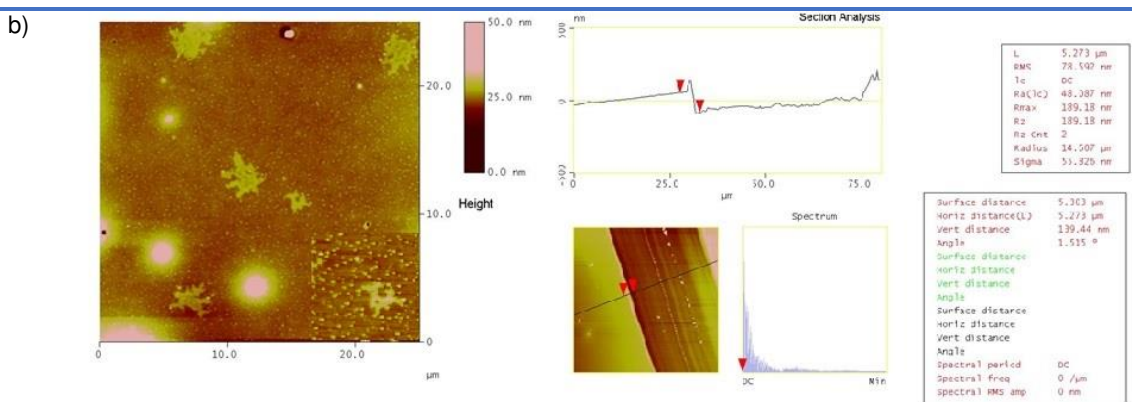 b)
50.0 nm
25.0 nm
0.0 nm
Height
20.0
10.0
0
0
10.0
20.0
µm
Section Analysis
nm
500
0
-500
0
25.0
50.0
75.0
µm
Spectrum
DC
Min
L 5.273 µm
RMS 78.592 nm
lc DC
Ra(lc) 48.087 nm
Rmax 189.18 nm
Rz 189.18 nm
Rz Cnt 2
Radius 14.607 µm
Sigma 55.826 nm
Surface distance 5.303 µm
Horiz distance(L) 5.273 µm
Vert distance 139.44 nm
Angle 1.515 °
Surface distance
Horiz distance
Vert distance
Angle
Surface distance
Horiz distance
Vert distance
Angle
Spectral period DC
Spectral freq 0 /µm
Spectral RMS amp 0 nm